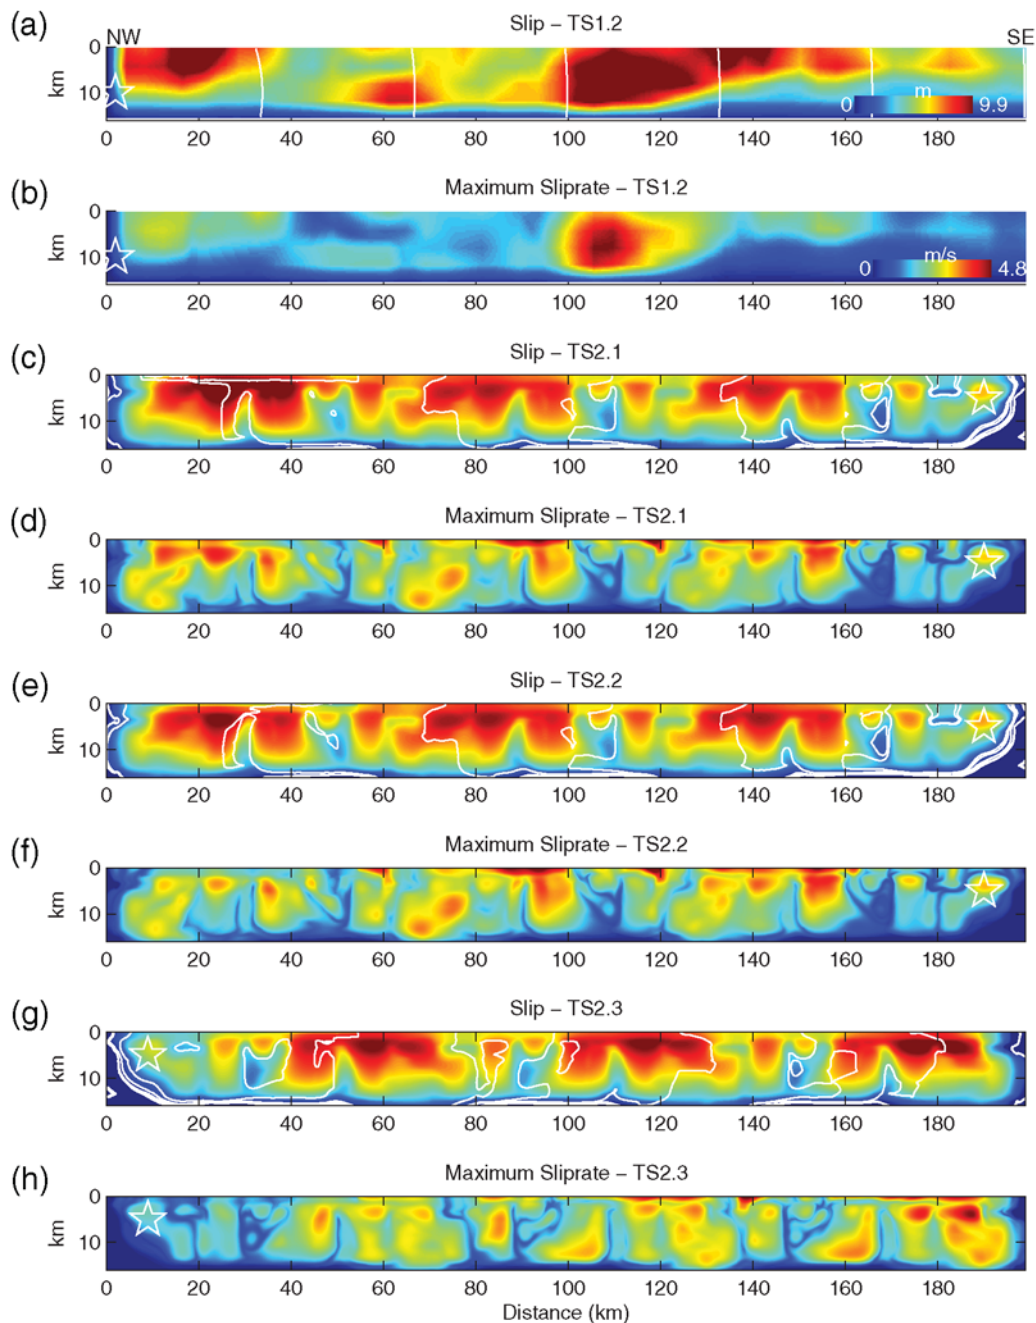 (a) Slip – TS1.2
NW SE
0
km
10
0 m 9.9
0 20 40 60 80 100 120 140 160 180
(b) Maximum Sliprate – TS1.2
0
km
10
0 m/s 4.8
0 20 40 60 80 100 120 140 160 180
(c) Slip – TS2.1
0
km
10
0 20 40 60 80 100 120 140 160 180
(d) Maximum Sliprate – TS2.1
0
km
10
0 20 40 60 80 100 120 140 160 180
(e) Slip – TS2.2
0
km
10
0 20 40 60 80 100 120 140 160 180
(f) Maximum Sliprate – TS2.2
0
km
10
0 20 40 60 80 100 120 140 160 180
(g) Slip – TS2.3
0
km
10
0 20 40 60 80 100 120 140 160 180
(h) Maximum Sliprate – TS2.3
0
km
10
0 20 40 60 80 100 120 140 160 180
Distance (km)